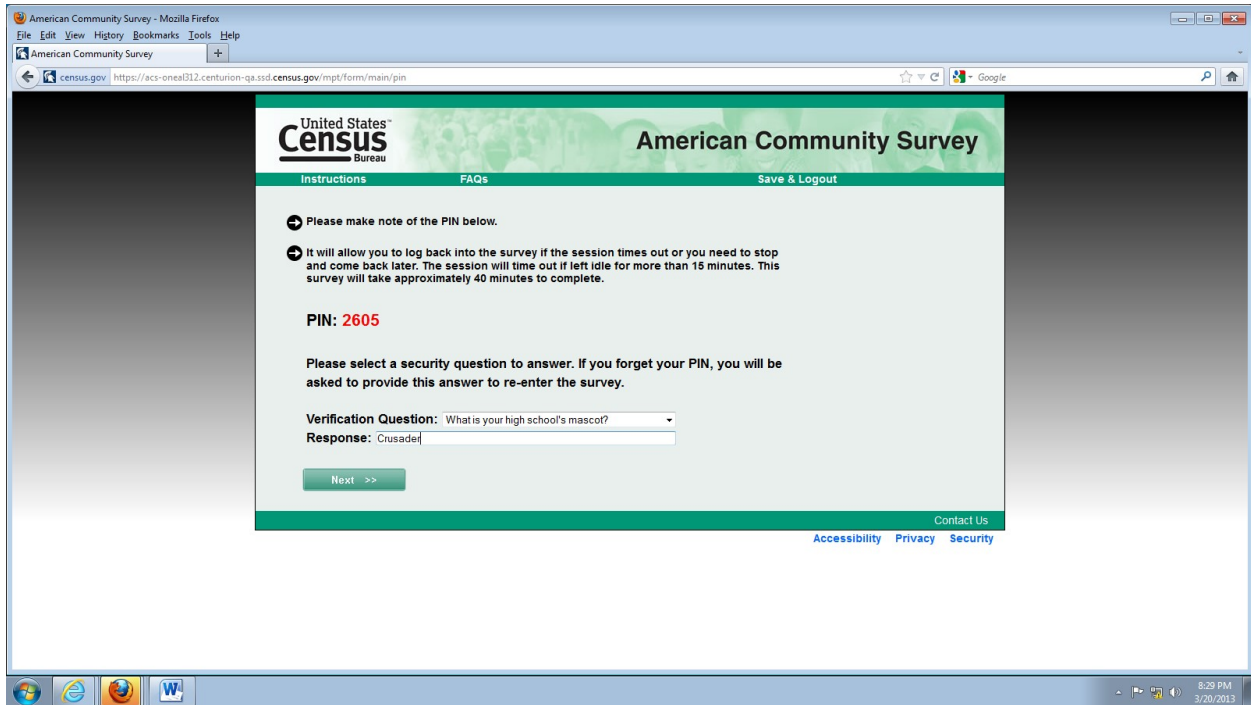 American Community Survey - Mozilla Firefox
File Edit View History Bookmarks Tools Help
American Community Survey +
census.gov https://acs-oneal312.centurion-qa.ssd.census.gov/mpt/form/main/pin Google
United States™
Census
Bureau
American Community Survey
Instructions FAQs Save & Logout
Please make note of the PIN below.
It will allow you to log back into the survey if the session times out or you need to stop
and come back later. The session will time out if left idle for more than 15 minutes. This
survey will take approximately 40 minutes to complete.
PIN: 2605
Please select a security question to answer. If you forget your PIN, you will be
asked to provide this answer to re-enter the survey.
Verification Question: What is your high school's mascot?
Response: Crusader
Next >>
Contact Us
Accessibility Privacy Security
W
8:29 PM
3/20/2013